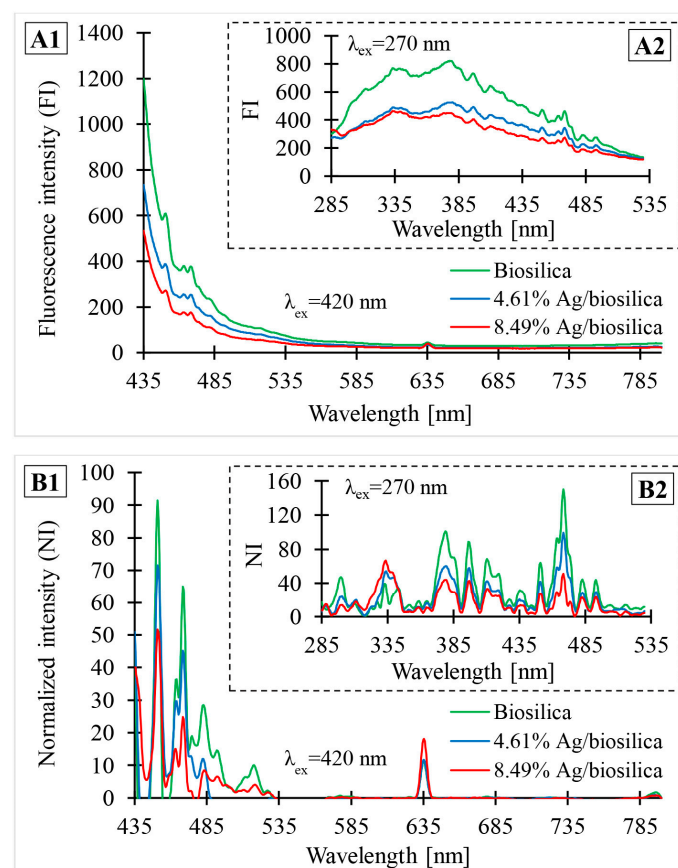 A1
A2
λex=270 nm
FI
1000
800
600
400
200
0
285 335 385 435 485 535
Wavelength [nm]
Fluorescence intensity (FI)
1400
1200
1000
800
600
400
200
0
λex=420 nm
Biosilica
4.61% Ag/biosilica
8.49% Ag/biosilica
435 485 535 585 635 685 735 785
Wavelength [nm]
B1
B2
λex=270 nm
NI
160
120
80
40
0
285 335 385 435 485 535
Wavelength [nm]
Normalized intensity (NI)
100
90
80
70
60
50
40
30
20
10
0
λex=420 nm
Biosilica
4.61% Ag/biosilica
8.49% Ag/biosilica
435 485 535 585 635 685 735 785
Wavelength [nm]